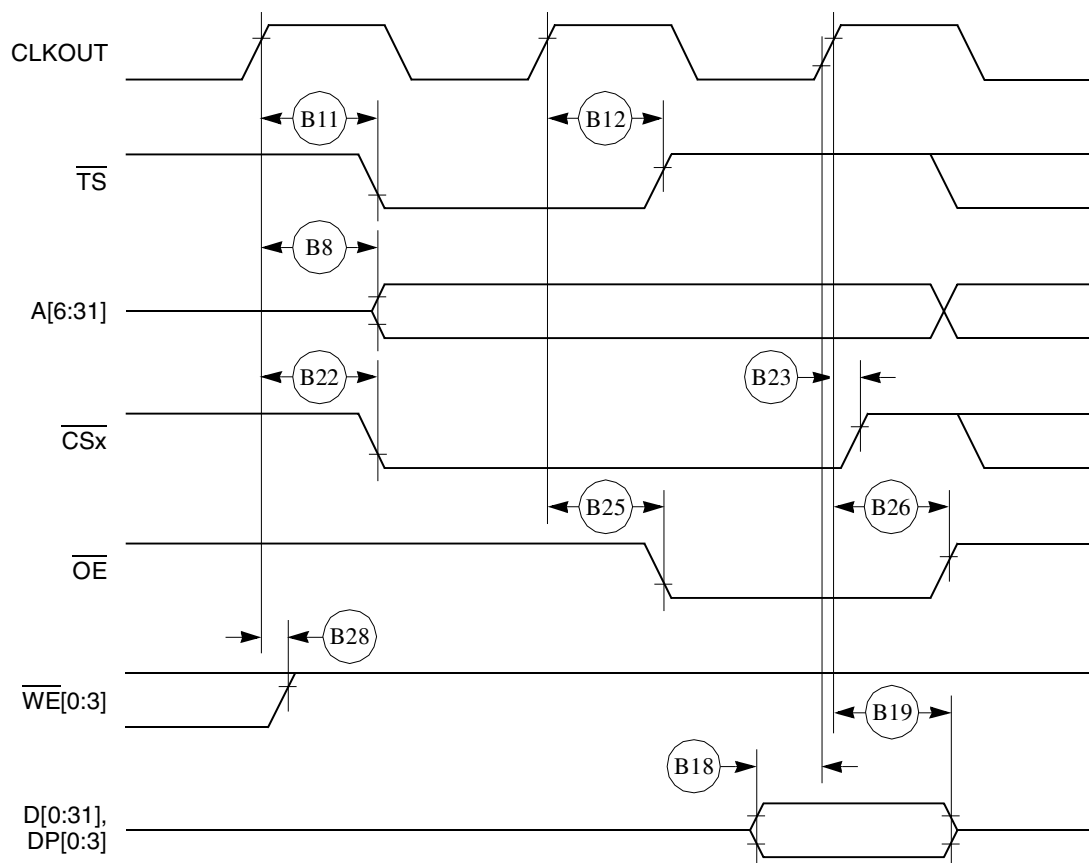 CLKOUT
B11
B12
TS
B8
A[6:31]
B22
B23
CSx
B25
B26
OE
B28
WE[0:3]
B19
B18
D[0:31],
DP[0:3]